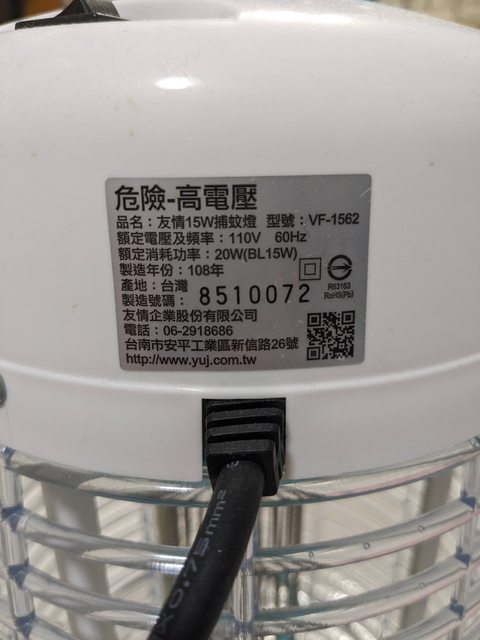 危險-高電壓
品名：友情15W捕蚊燈 型號：VF-1562
額定電壓及頻率：110V 60Hz
額定消耗功率：20W(BL15W)
製造年份：108年
產地：台灣
R63163
RoHS(Pb)
製造號碼：8510072
友情企業股份有限公司
電話：06-2918686
台南市安平工業區新信路26號
http://www.yuj.com.tw
0.75mm²